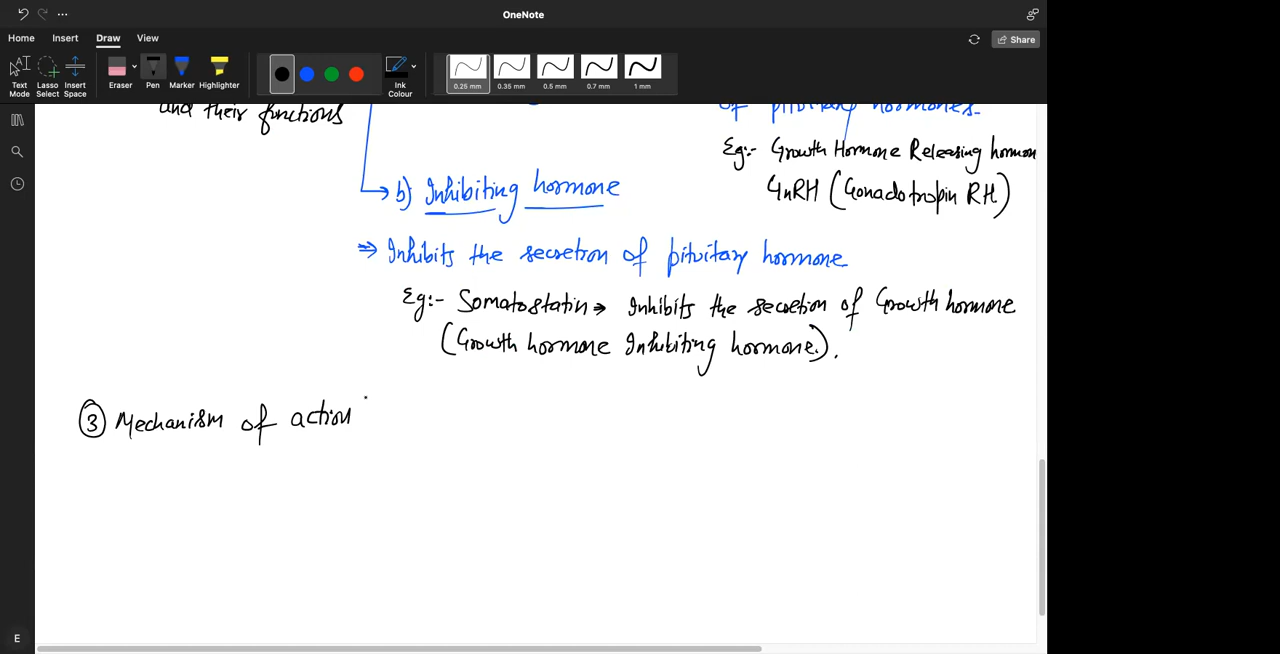 OneNote
Home Insert Draw View
Share
Text Mode Lasso Select Insert Space Eraser Pen Marker Highlighter Ink Colour 0.25 mm 0.35 mm 0.5 mm 0.7 mm 1 mm
and their functions
of pituitary hormones.
Eg:- Growth Hormone Releasing hormon
GnRH (Gonadotropin RH)
b) Inhibiting hormone
⇒ Inhibits the secretion of pituitary hormone
Eg:- Somatostatin → Inhibits the secretion of Growth hormone
(Growth hormone Inhibiting hormone).
③ Mechanism of action
E